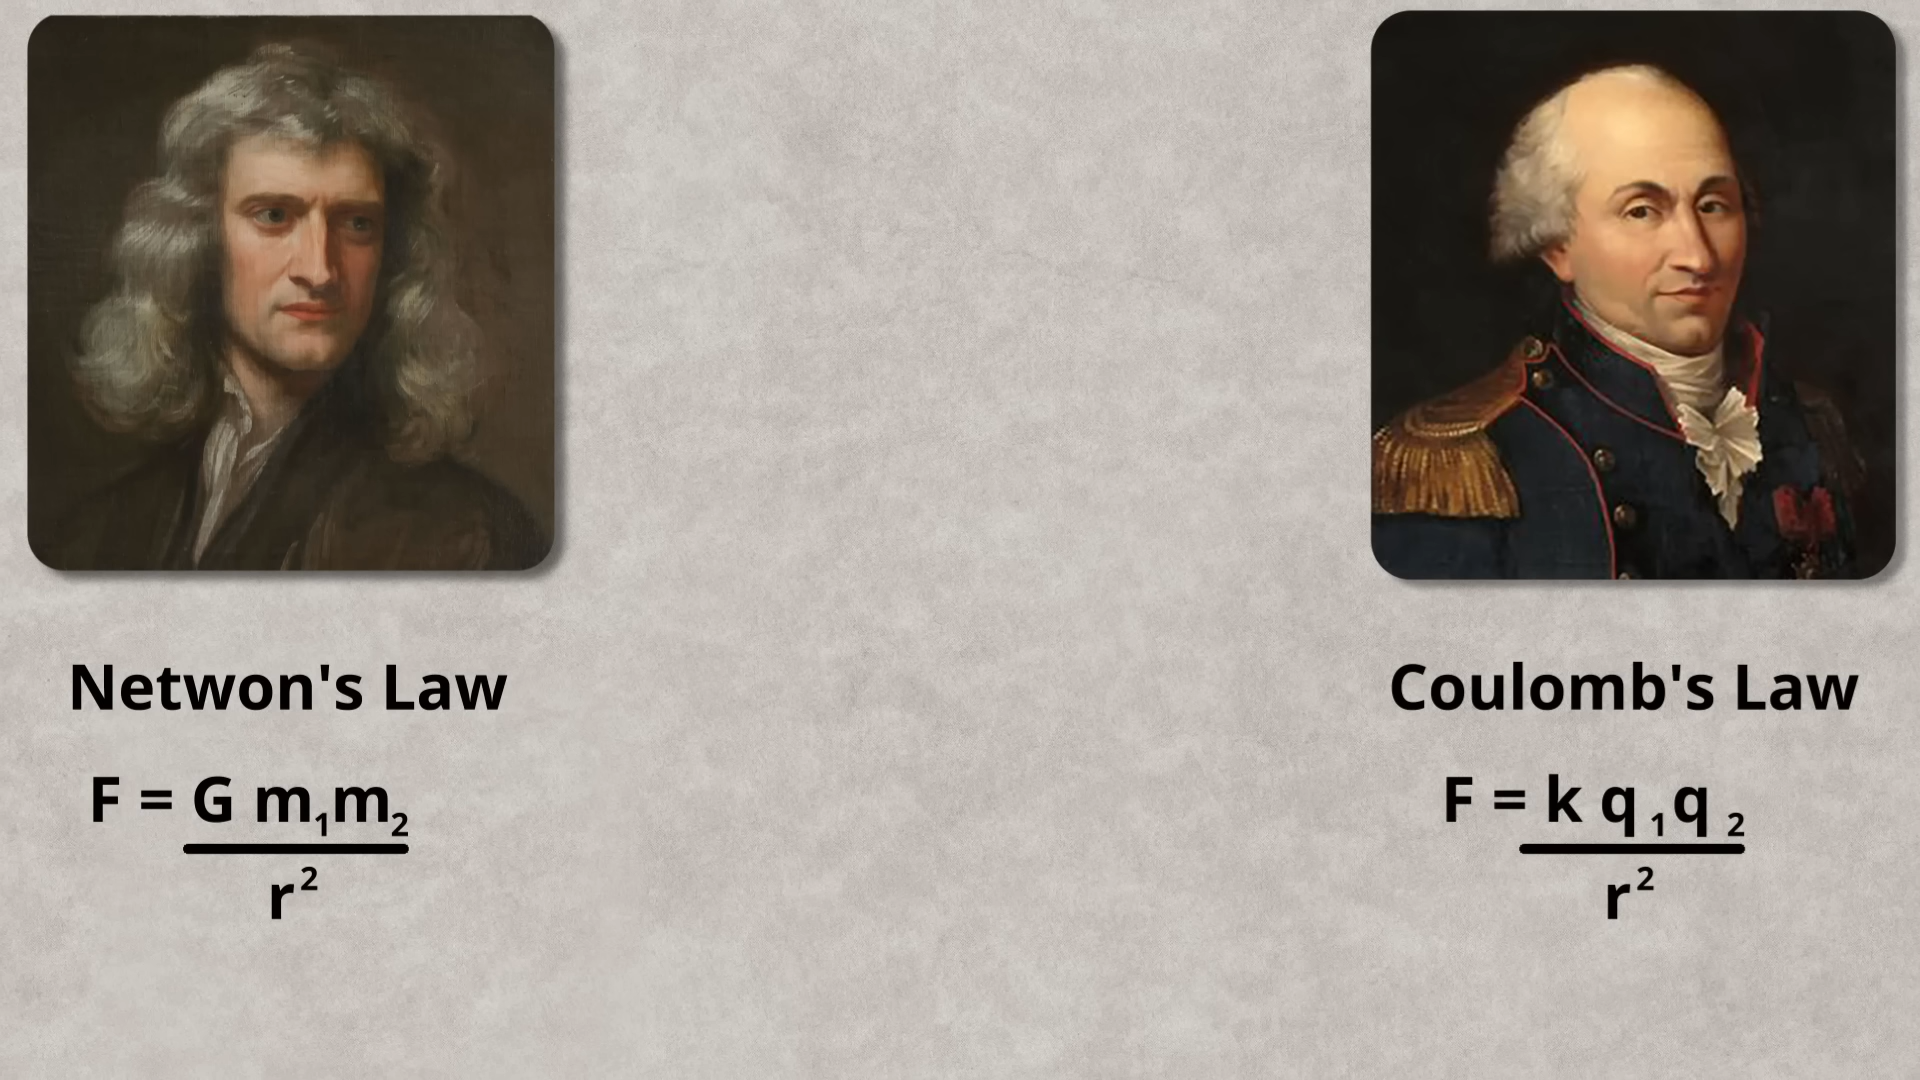 Netwon's Law
F = G m₁m₂
r²
Coulomb's Law
F = k q₁q₂
r²